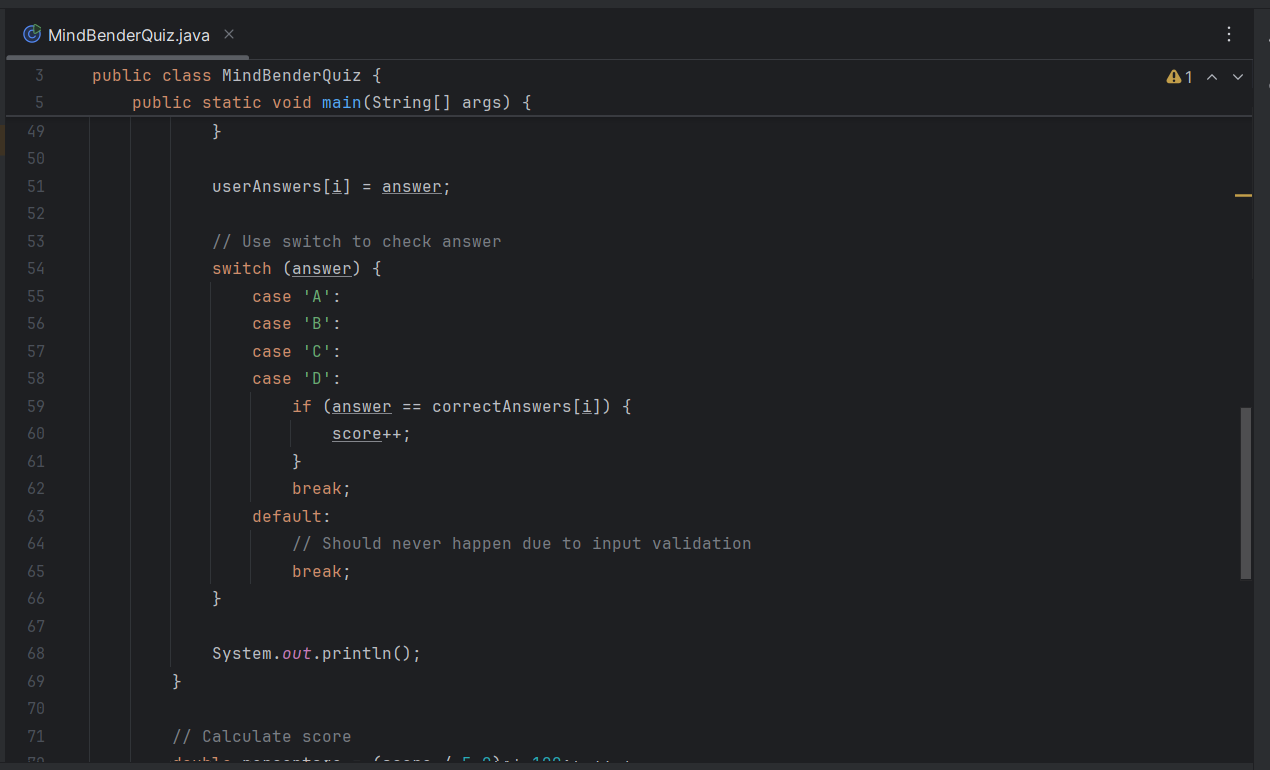 MindBenderQuiz.java
1
3 public class MindBenderQuiz {
5 public static void main(String[] args) {
49 }
50
51 userAnswers[i] = answer;
52
53 // Use switch to check answer
54 switch (answer) {
55 case 'A':
56 case 'B':
57 case 'C':
58 case 'D':
59 if (answer == correctAnswers[i]) {
60 score++;
61 }
62 break;
63 default:
64 // Should never happen due to input validation
65 break;
66 }
67
68 System.out.println();
69 }
70
71 // Calculate score